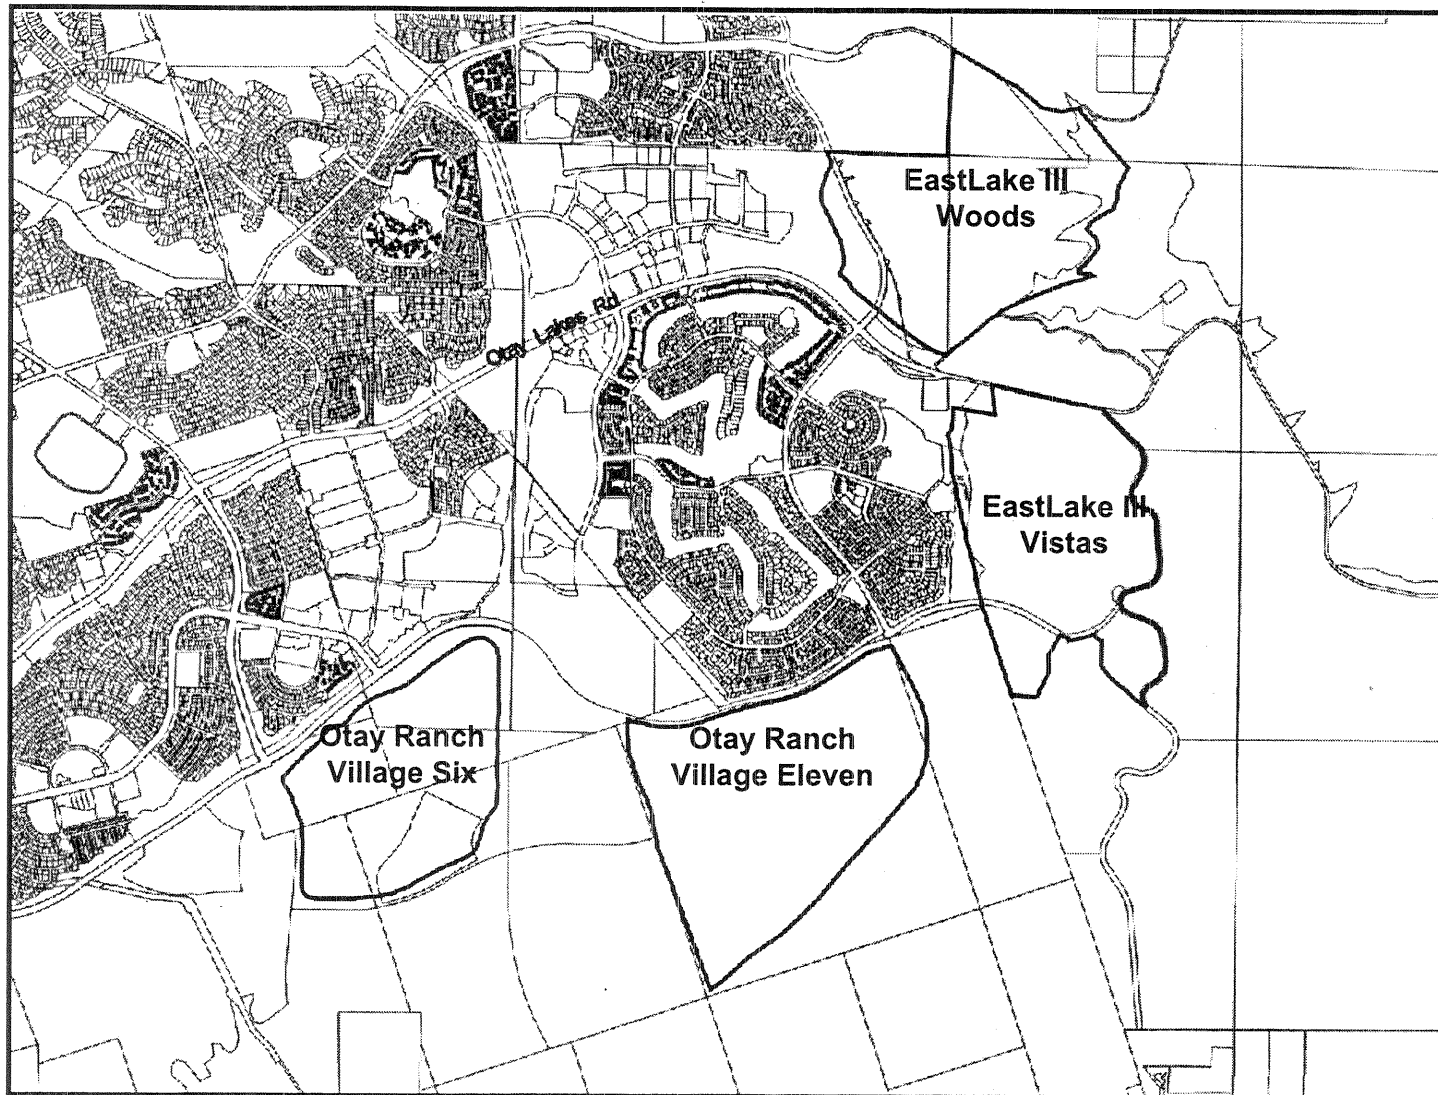 EastLake III
Woods
Otay Lakes Rd
EastLake III
Vistas
Otay Ranch
Village Six
Otay Ranch
Village Eleven